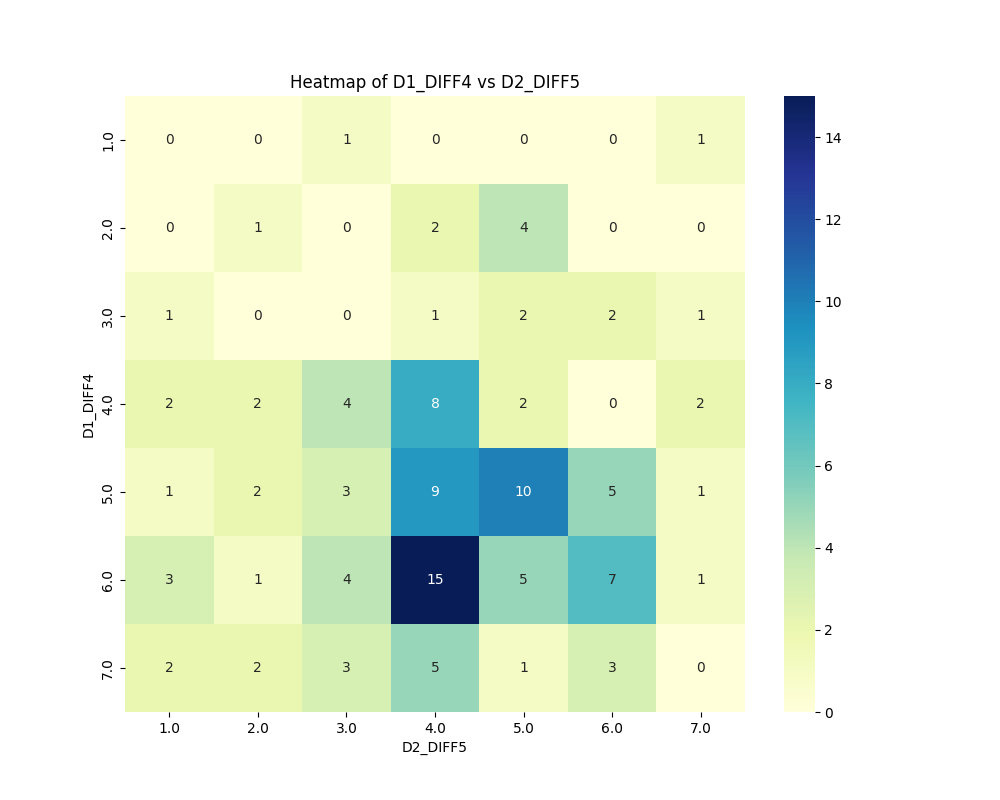 Heatmap of D1_DIFF4 vs D2_DIFF5
D1_DIFF4
1.0 0 0 1 0 0 0 1
2.0 0 1 0 2 4 0 0
3.0 1 0 0 1 2 2 1
4.0 2 2 4 8 2 0 2
5.0 1 2 3 9 10 5 1
6.0 3 1 4 15 5 7 1
7.0 2 2 3 5 1 3 0
1.0 2.0 3.0 4.0 5.0 6.0 7.0
D2_DIFF5
14
12
10
8
6
4
2
0